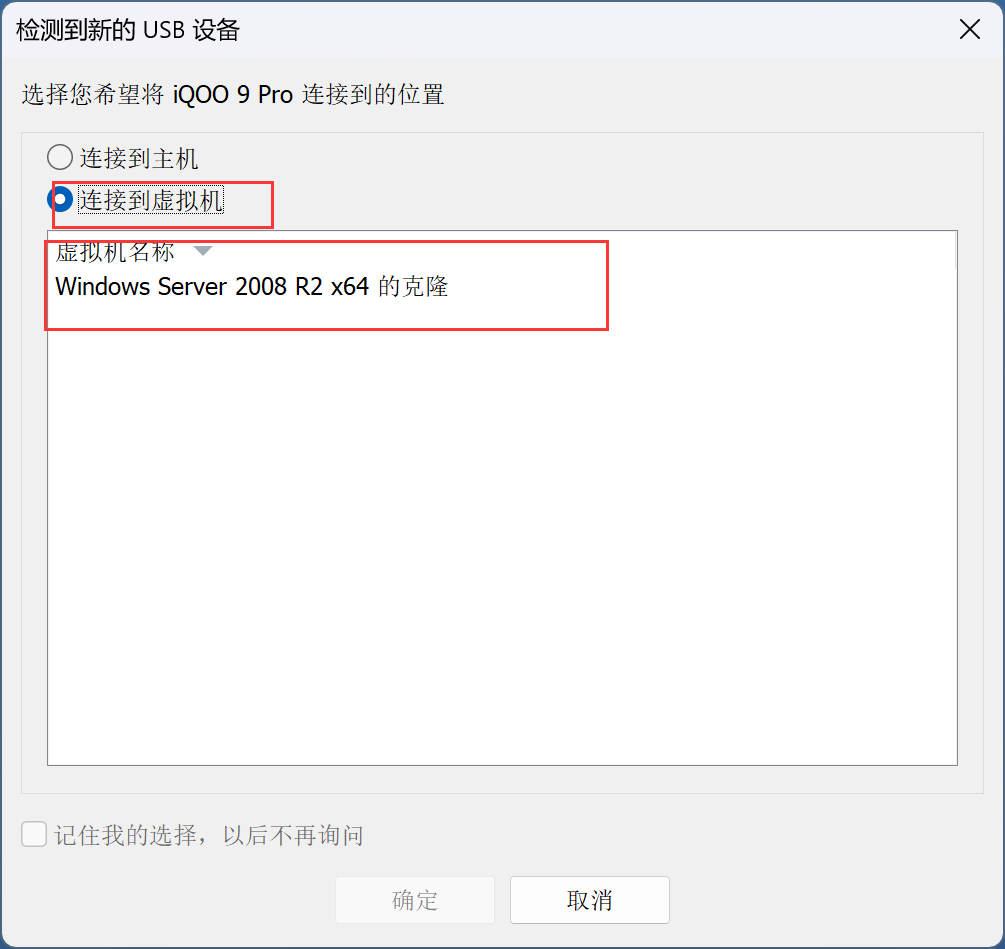 检测到新的 USB 设备
选择您希望将 iQOO 9 Pro 连接到的位置
连接到主机
连接到虚拟机
虚拟机名称
Windows Server 2008 R2 x64 的克隆
记住我的选择，以后不再询问
确定
取消